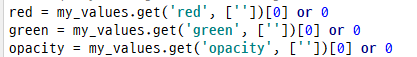 red = my_values.get('red', [''])[0] or 0
green = my_values.get('green', [''])[0] or 0
opacity = my_values.get('opacity', [''])[0] or 0